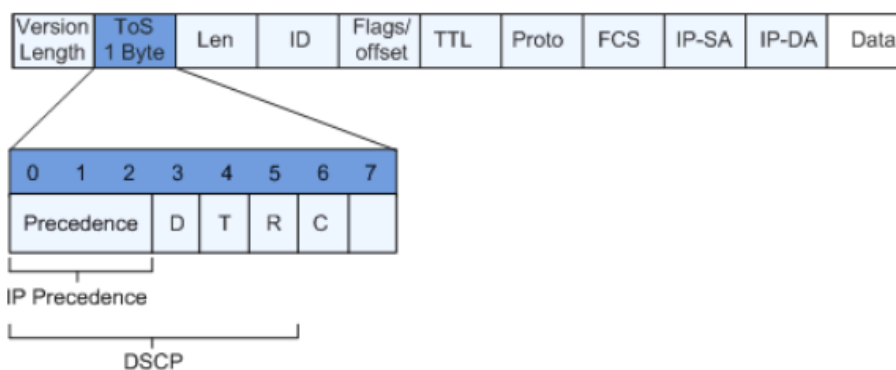 Version Length ToS 1 Byte Len ID Flags/ offset TTL Proto FCS IP-SA IP-DA Data
0 1 2 3 4 5 6 7
Precedence D T R C
IP Precedence
DSCP